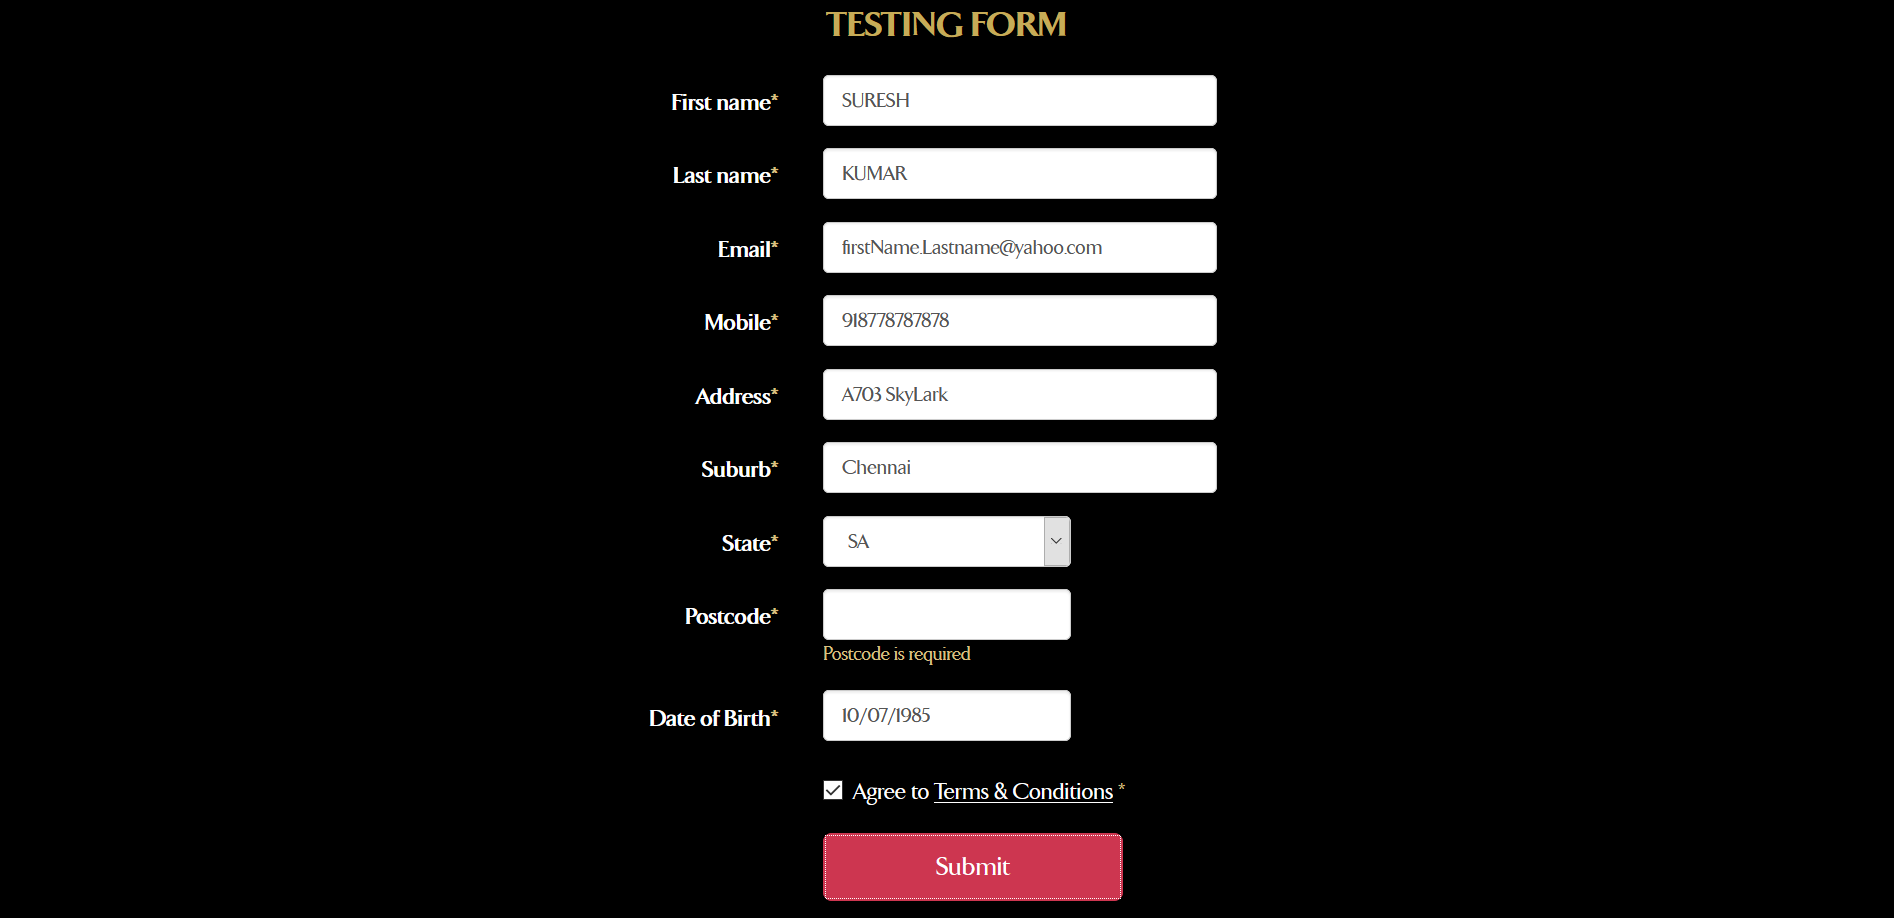 TESTING FORM
First name* SURESH
Last name* KUMAR
Email* firstName.Lastname@yahoo.com
Mobile* 918778787878
Address* A703 SkyLark
Suburb* Chennai
State* SA
Postcode*
Postcode is required
Date of Birth* 10/07/1985
Agree to Terms & Conditions *
Submit